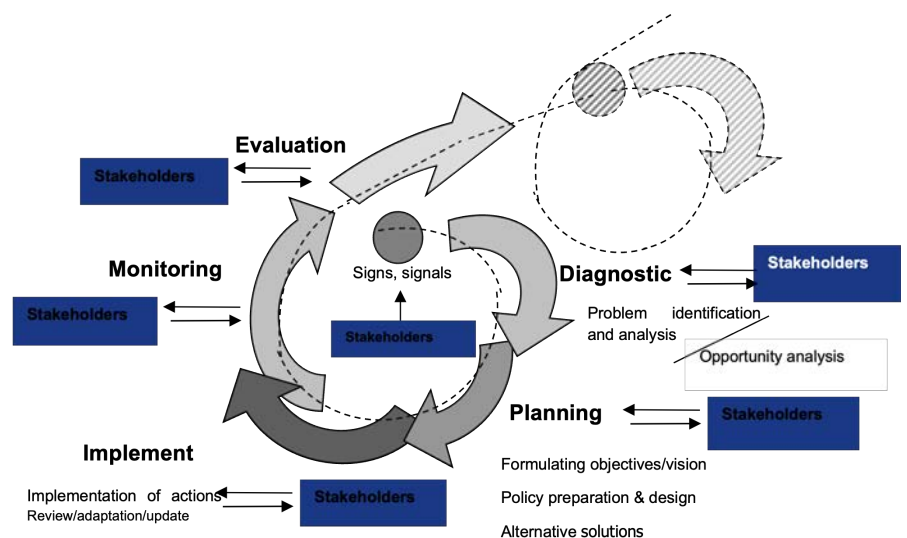 Evaluation
Stakeholders
Monitoring
Stakeholders
Signs, signals
Stakeholders
Diagnostic
Stakeholders
Problem identification
and analysis
Opportunity analysis
Planning
Stakeholders
Formulating objectives/vision
Policy preparation & design
Alternative solutions
Implement
Implementation of actions
Review/adaptation/update
Stakeholders